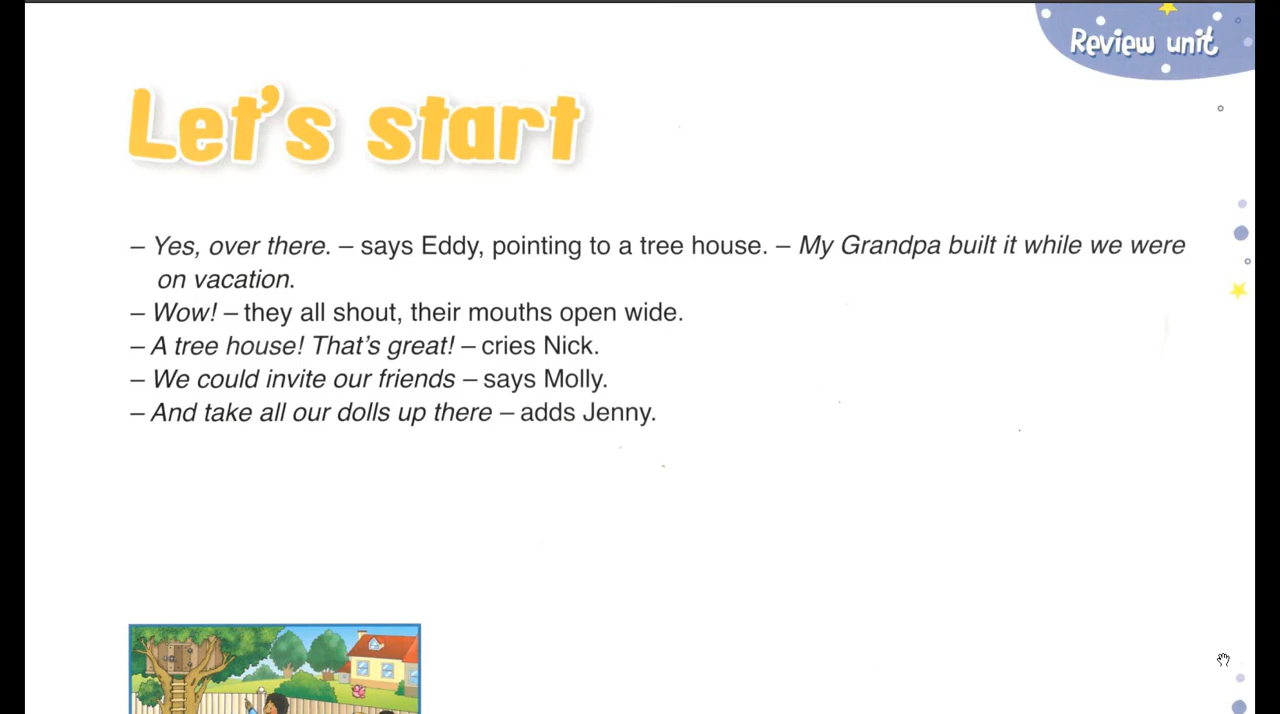 Review unit
Let's start
– Yes, over there. – says Eddy, pointing to a tree house. – My Grandpa built it while we were
on vacation.
– Wow! – they all shout, their mouths open wide.
– A tree house! That's great! – cries Nick.
– We could invite our friends – says Molly.
– And take all our dolls up there – adds Jenny.